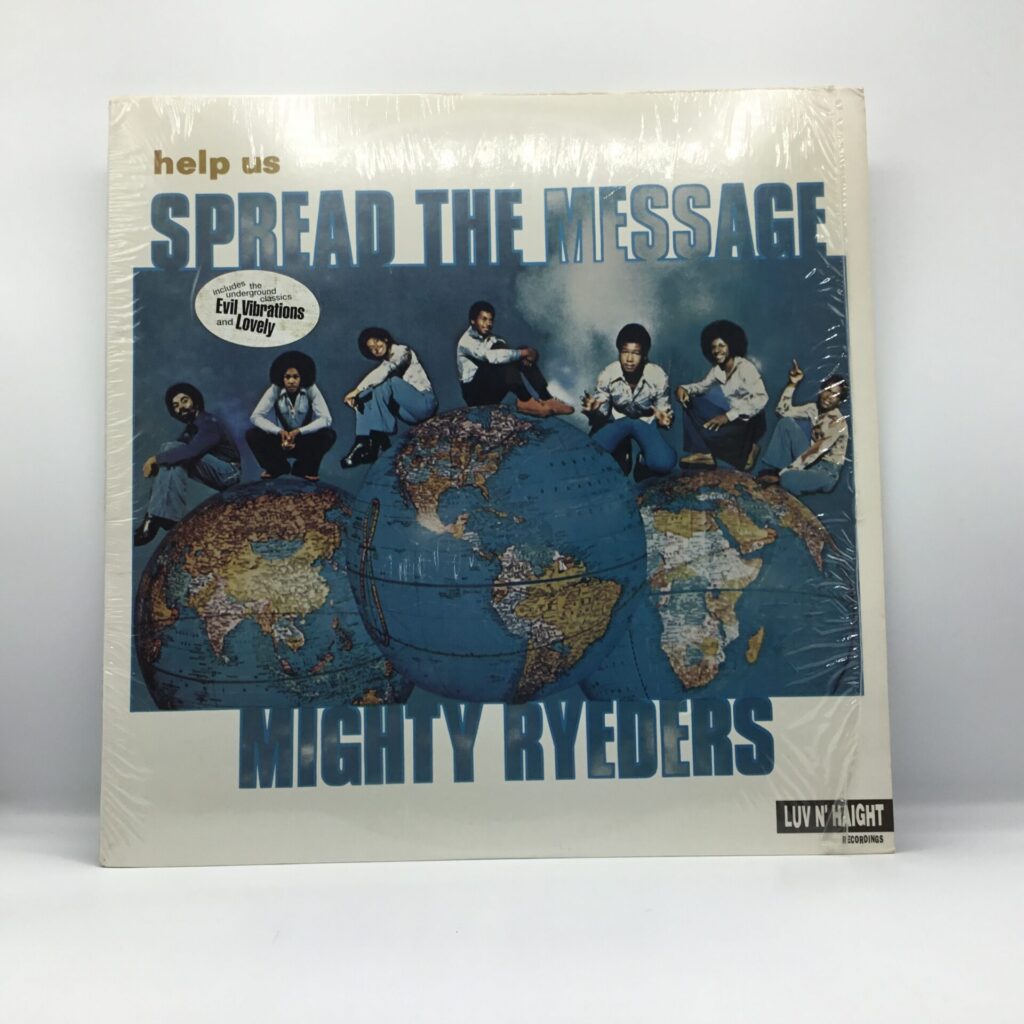 help us
SPREAD THE MESSAGE
includes the
underground
classics
Evil Vibrations
and Lovely
MIGHTY RYEDERS
LUV N' HAIGHT
RECORDINGS